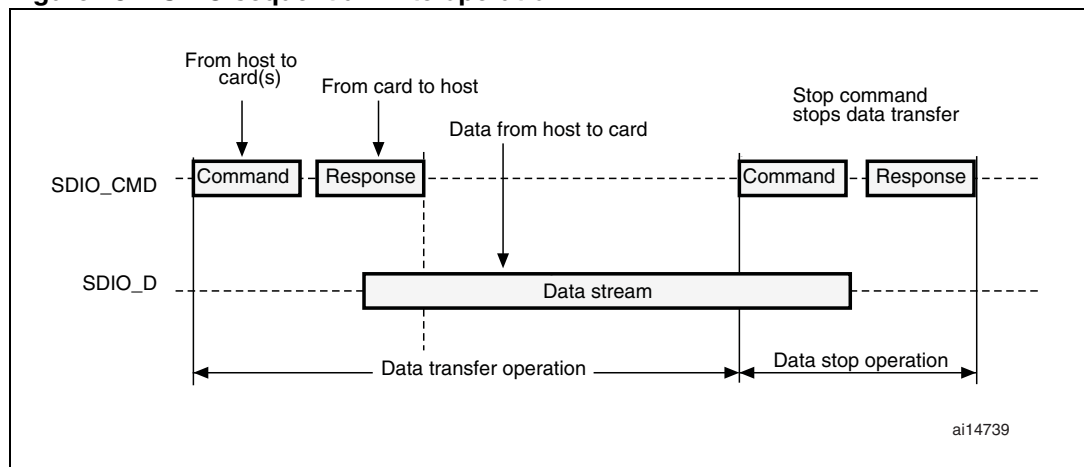 From host to
card(s)
From card to host
Data from host to card
Stop command
stops data transfer
SDIO_CMD
Command
Response
Command
Response
SDIO_D
Data stream
Data transfer operation
Data stop operation
ai14739